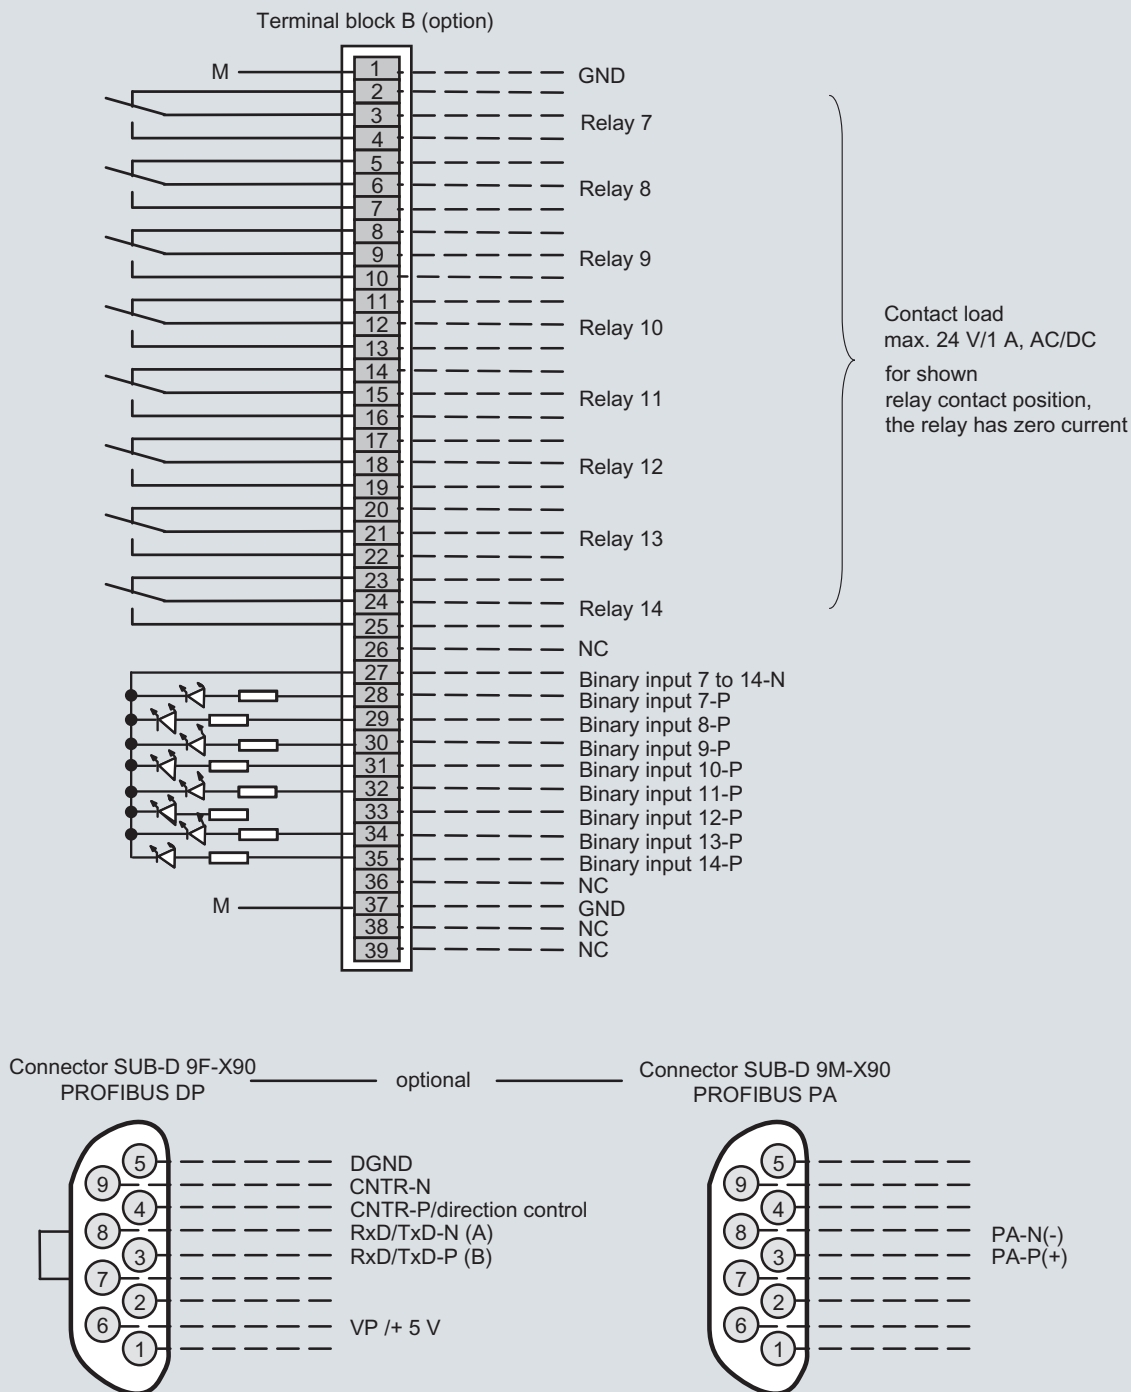 Terminal block B (option)
M 1 GND
2
3 Relay 7
4
5
6 Relay 8
7
8
9 Relay 9
10
11
12 Relay 10
13
14
15 Relay 11
16
17
18 Relay 12
19
20
21 Relay 13
22
23
24 Relay 14
25
26 NC
27 Binary input 7 to 14-N
28 Binary input 7-P
29 Binary input 8-P
30 Binary input 9-P
31 Binary input 10-P
32 Binary input 11-P
33 Binary input 12-P
34 Binary input 13-P
35 Binary input 14-P
36 NC
M 37 GND
38 NC
39 NC
Contact load
max. 24 V/1 A, AC/DC
for shown
relay contact position,
the relay has zero current
Connector SUB-D 9F-X90
PROFIBUS DP
optional
Connector SUB-D 9M-X90
PROFIBUS PA
5 DGND
9 CNTR-N
4 CNTR-P/direction control
8 RxD/TxD-N (A)
3 RxD/TxD-P (B)
7
2
6 VP /+ 5 V
1
5
9
4
8 PA-N(-)
3 PA-P(+)
7
2
6
1